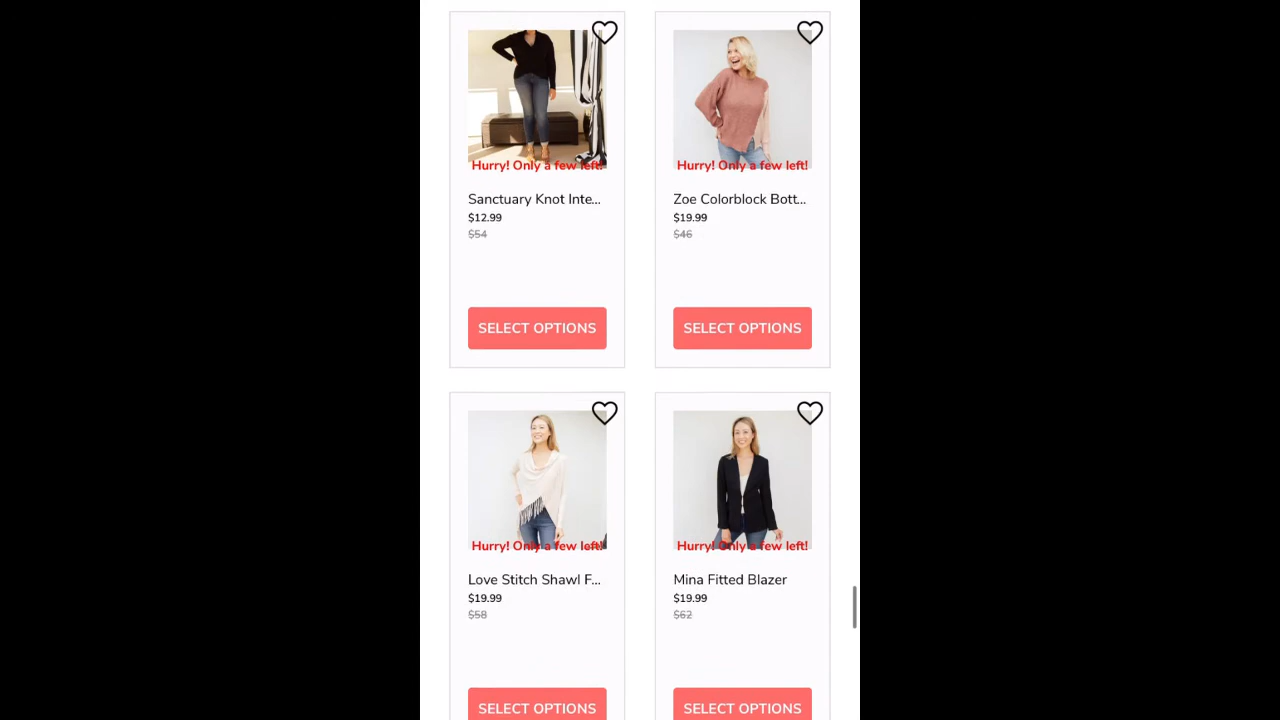 Hurry! Only a few left!
Hurry! Only a few left!
Sanctuary Knot Inte...
Zoe Colorblock Bott...
$12.99
$19.99
$54
$46
SELECT OPTIONS
SELECT OPTIONS
Hurry! Only a few left!
Hurry! Only a few left!
Love Stitch Shawl F...
Mina Fitted Blazer
$19.99
$19.99
$58
$62
SELECT OPTIONS
SELECT OPTIONS